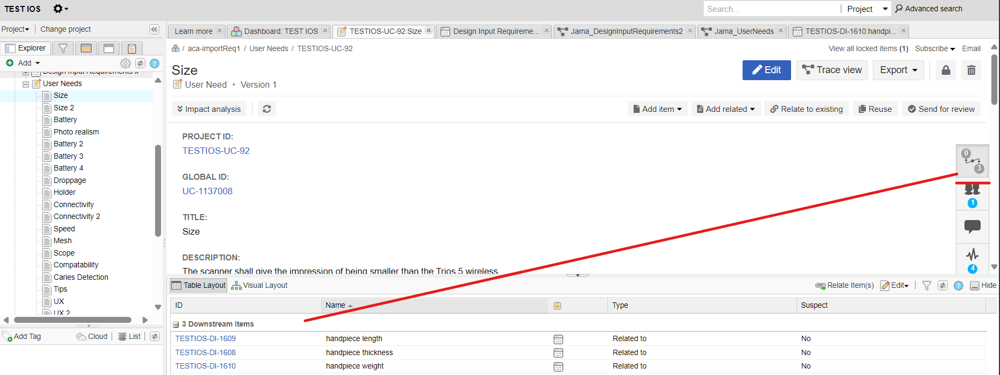 TEST IOS
Search...
Project
Advanced search
Project
Change project
Learn more
Dashboard: TEST IOS
TESTIOS-UC-92:Size
Design Input Requireme...
Jama_DesignInputRequirements2
Jama_UserNeeds
TESTIOS-DI-1610:handpi...
Explorer
/ aca-importReq1 / User Needs / TESTIOS-UC-92
View all locked items (1)
Subscribe
Email
Add
Design Input Requirements x
User Needs
Size
Size 2
Battery
Photo realism
Battery 2
Battery 3
Battery 4
Droppage
Holder
Connectivity
Connectivity 2
Speed
Mesh
Scope
Compatability
Caries Detection
Tips
UX
UX 2
Add Tag
Cloud
List
Size
User Need • Version 1
Edit
Trace view
Export
Impact analysis
Add item
Add related
Relate to existing
Reuse
Send for review
PROJECT ID:
TESTIOS-UC-92
GLOBAL ID:
UC-1137008
TITLE:
Size
DESCRIPTION:
The scanner shall give the impression of being smaller than the Trios 5 wireless
0
3
1
4
Table Layout
Visual Layout
Relate Item(s)
Edit
Hide
ID Name Type Suspect
3 Downstream Items
TESTIOS-DI-1609 handpiece length Related to No
TESTIOS-DI-1608 handpiece thickness Related to No
TESTIOS-DI-1610 handpiece weight Related to No